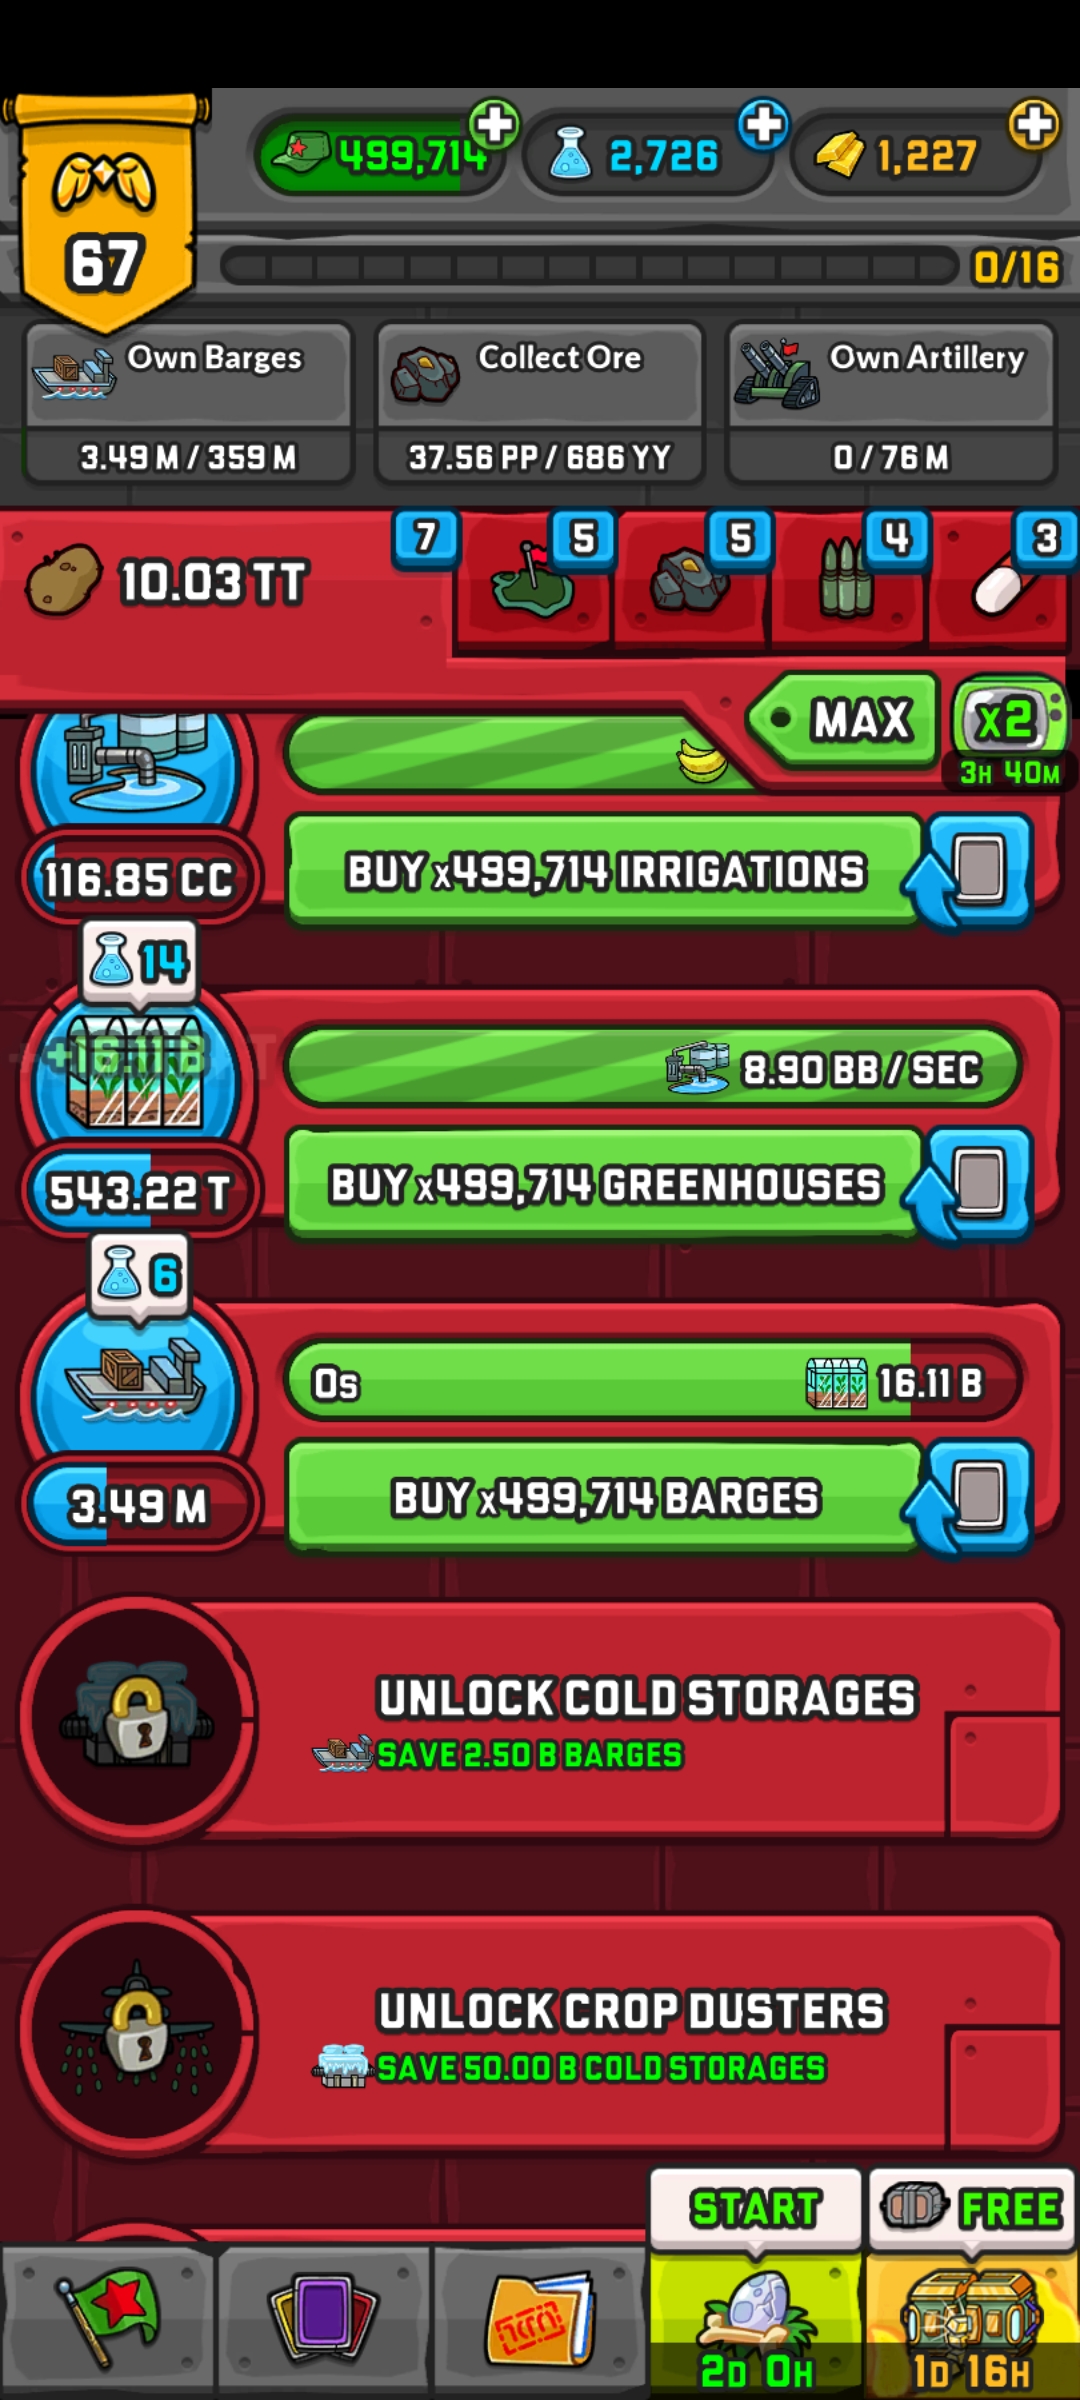 499,714
2,726
1,227
67
0/16
Own Barges
3.49 M / 359 M
Collect Ore
37.56 PP / 686 YY
Own Artillery
0 / 76 M
10.03 TT
7
5
5
4
3
MAX
x2
3H 40M
116.85 CC
BUY x499,714 IRRIGATIONS
14
+16.11 B
8.90 BB / SEC
543.22 T
BUY x499,714 GREENHOUSES
6
0s
16.11 B
3.49 M
BUY x499,714 BARGES
UNLOCK COLD STORAGES
SAVE 2.50 B BARGES
UNLOCK CROP DUSTERS
SAVE 50.00 B COLD STORAGES
START
FREE
2D 0H
1D 16H